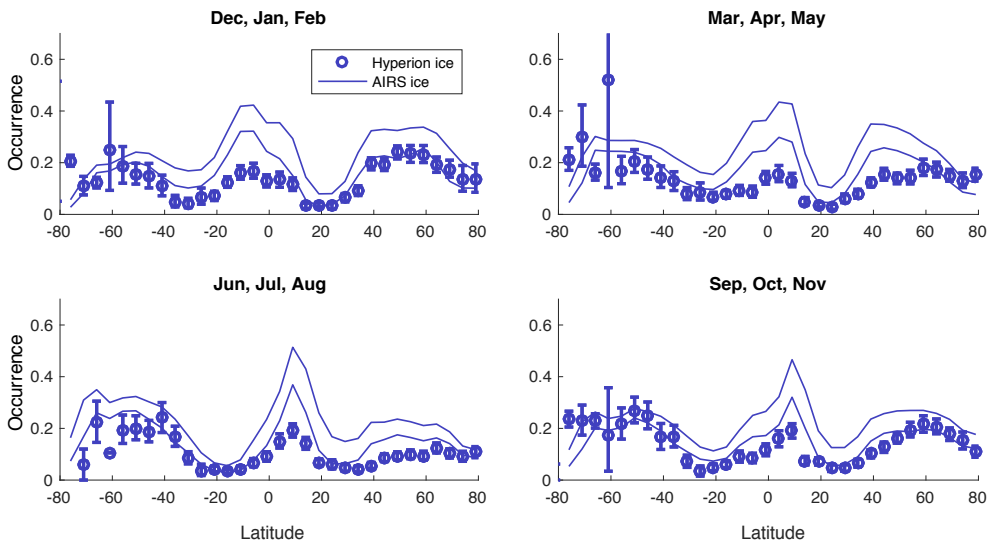 Dec, Jan, Feb
Mar, Apr, May
Occurrence
0.6
0.4
0.2
0
Hyperion ice
AIRS ice
-80 -60 -40 -20 0 20 40 60 80
0.6
0.4
0.2
0
-80 -60 -40 -20 0 20 40 60 80
Jun, Jul, Aug
Sep, Oct, Nov
Occurrence
0.6
0.4
0.2
0
-80 -60 -40 -20 0 20 40 60 80
Latitude
0.6
0.4
0.2
0
-80 -60 -40 -20 0 20 40 60 80
Latitude